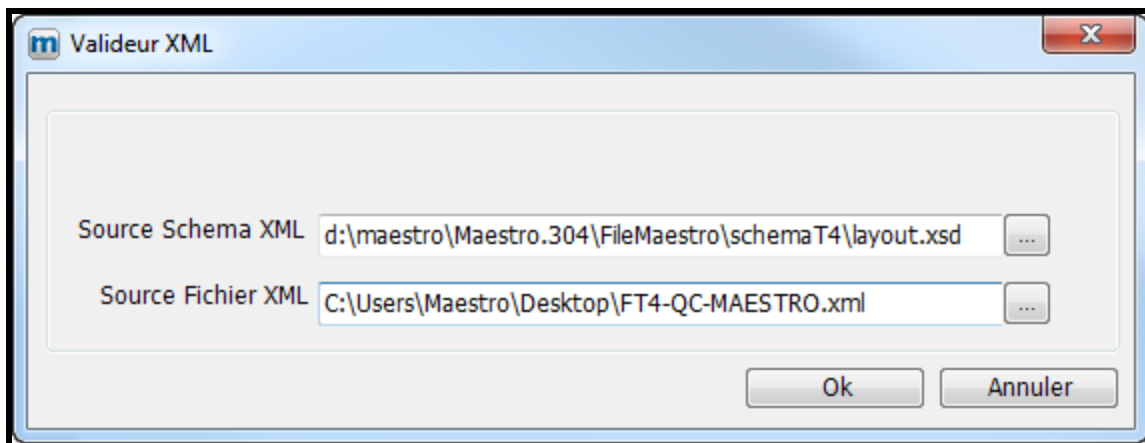 m Valideur XML
Source Schema XML d:\maestro\Maestro.304\FileMaestro\schemaT4\layout.xsd ...
Source Fichier XML C:\Users\Maestro\Desktop\FT4-QC-MAESTRO.xml ...
Ok Annuler